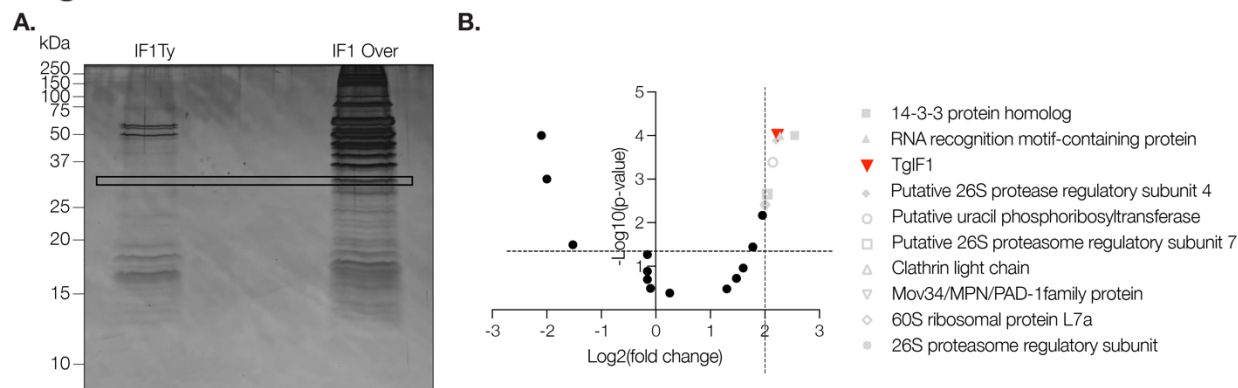 A.
kDa
IF1Ty
IF1 Over
250
150
100
75
50
37
25
20
15
10
B.
5
4
3
2
1
-Log10(p-value)
-3
-2
-1
0
1
2
3
Log2(fold change)
14-3-3 protein homolog
RNA recognition motif-containing protein
TgIF1
Putative 26S protease regulatory subunit 4
Putative uracil phosphoribosyltransferase
Putative 26S proteasome regulatory subunit 7
Clathrin light chain
Mov34/MPN/PAD-1family protein
60S ribosomal protein L7a
26S proteasome regulatory subunit